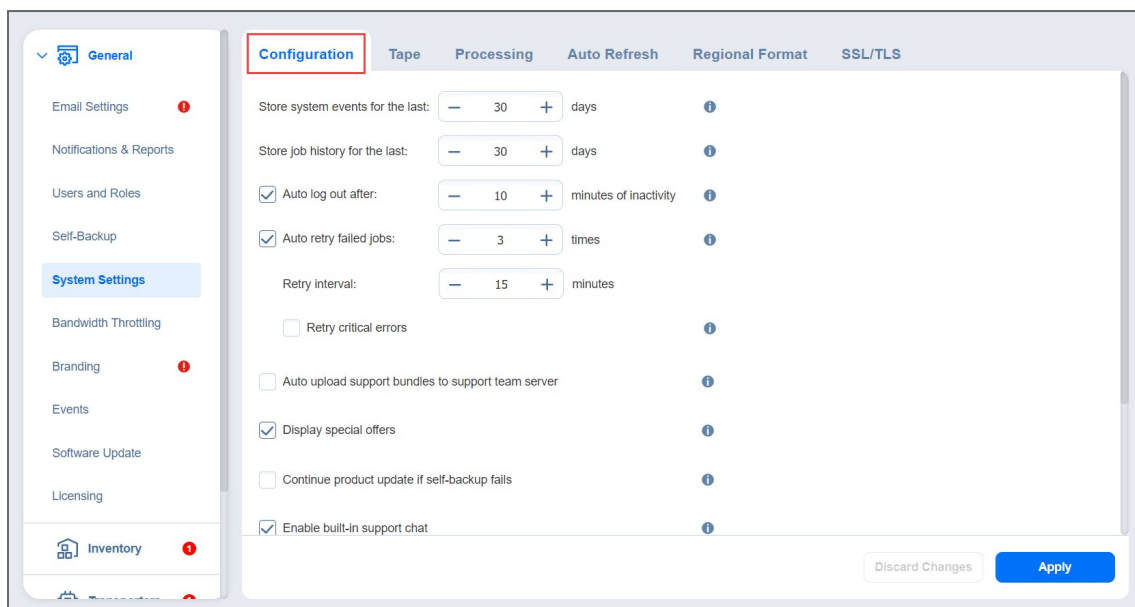 General
Email Settings
Notifications & Reports
Users and Roles
Self-Backup
System Settings
Bandwidth Throttling
Branding
Events
Software Update
Licensing
Inventory 1
Configuration Tape Processing Auto Refresh Regional Format SSL/TLS
Store system events for the last: 30 days
Store job history for the last: 30 days
Auto log out after: 10 minutes of inactivity
Auto retry failed jobs: 3 times
Retry interval: 15 minutes
Retry critical errors
Auto upload support bundles to support team server
Display special offers
Continue product update if self-backup fails
Enable built-in support chat
Discard Changes Apply